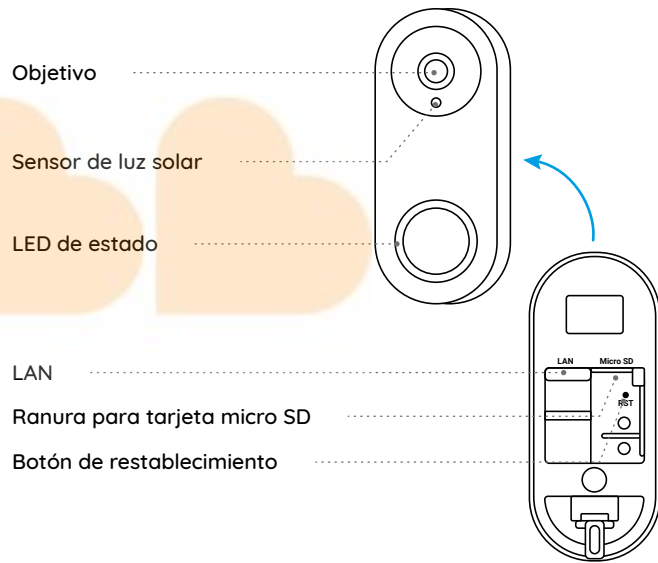 Objetivo
Sensor de luz solar
LED de estado
LAN Micro SD
LAN
RST
Ranura para tarjeta micro SD
Botón de restablecimiento